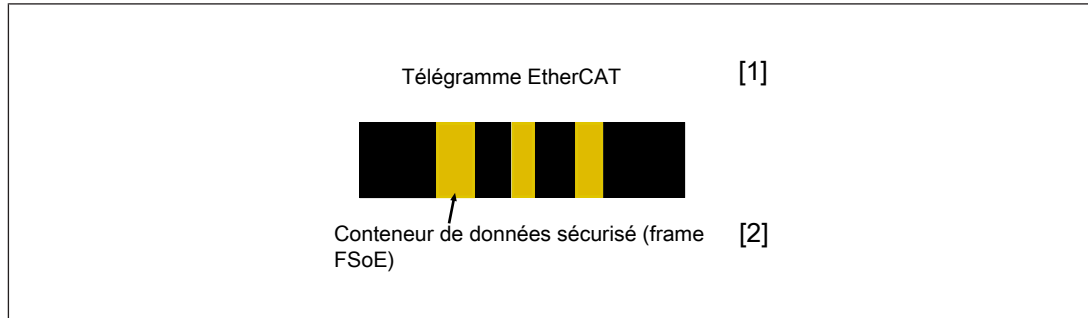 Télégramme EtherCAT [1]
Conteneur de données sécurisé (frame [2]
FSoE)